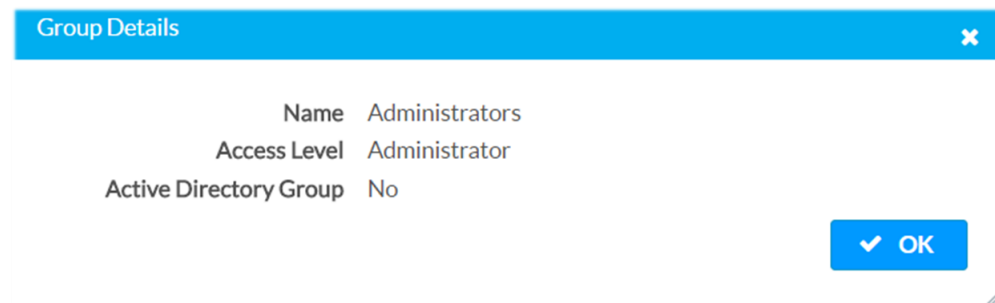 Group Details
Name Administrators
Access Level Administrator
Active Directory Group No
OK